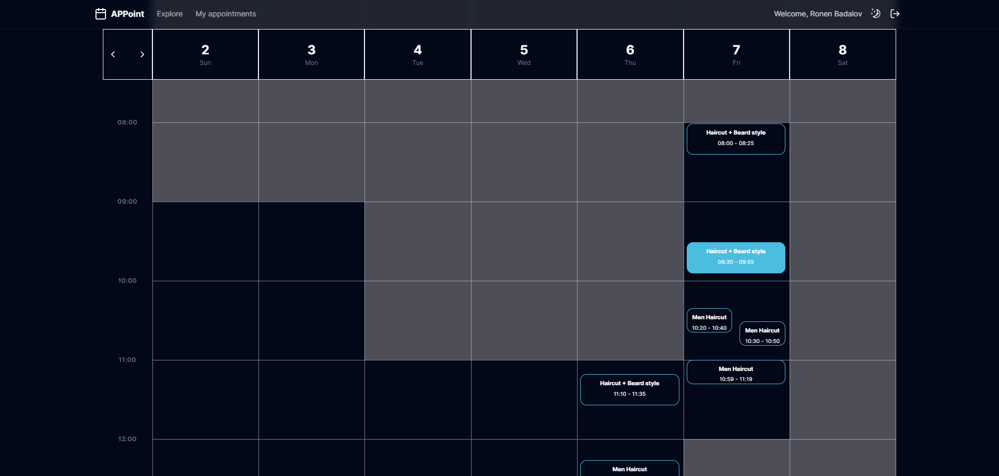 APPoint Explore My appointments Welcome, Ronen Badalov
2 3 4 5 6 7 8
Sun Mon Tue Wed Thu Fri Sat
08:00
Haircut + Beard style
08:00 - 08:25
09:00
Haircut + Beard style
09:30 - 09:55
10:00
Men Haircut
10:20 - 10:40
Men Haircut
10:30 - 10:50
11:00
Men Haircut
10:59 - 11:19
Haircut + Beard style
11:10 - 11:35
12:00
Men Haircut